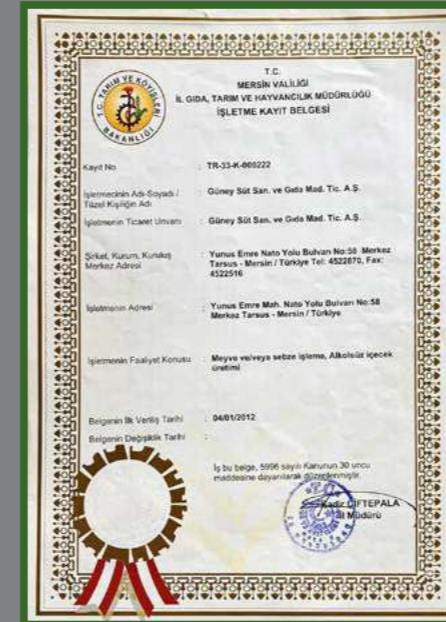 T.C. TARIM VE KÖYİŞLERİ BAKANLIĞI
T.C.
MERSİN VALİLİĞİ
İL GIDA, TARIM VE HAYVANCILIK MÜDÜRLÜĞÜ
İŞLETME KAYIT BELGESİ
Kayıt No : TR-33-K-000222
İşletmecinin Adı-Soyadı / : Güney Süt San. ve Gıda Mad. Tic. A.Ş.
Tüzel Kişiliğin Adı
İşletmenin Ticaret Unvanı : Güney Süt San. ve Gıda Mad. Tic. A.Ş.
Şirket, Kurum, Kuruluş : Yunus Emre Nato Yolu Bulvarı No:58 Merkez
Merkez Adresi Tarsus - Mersin / Türkiye Tel: 4522870, Fax:
4522516
İşletmenin Adresi : Yunus Emre Mah. Nato Yolu Bulvarı No:58
Merkez Tarsus - Mersin / Türkiye
İşletmenin Faaliyet Konusu : Meyve ve/veya sebze işleme, Alkolsüz içecek
üretimi
Belgenin İlk Veriliş Tarihi : 04/01/2012
Belgenin Değişiklik Tarihi :
İş bu belge, 5996 sayılı Kanunun 30 uncu
maddesine dayanılarak düzenlenmiştir.
Kadir ÇİFTEPALA
İl Müdürü